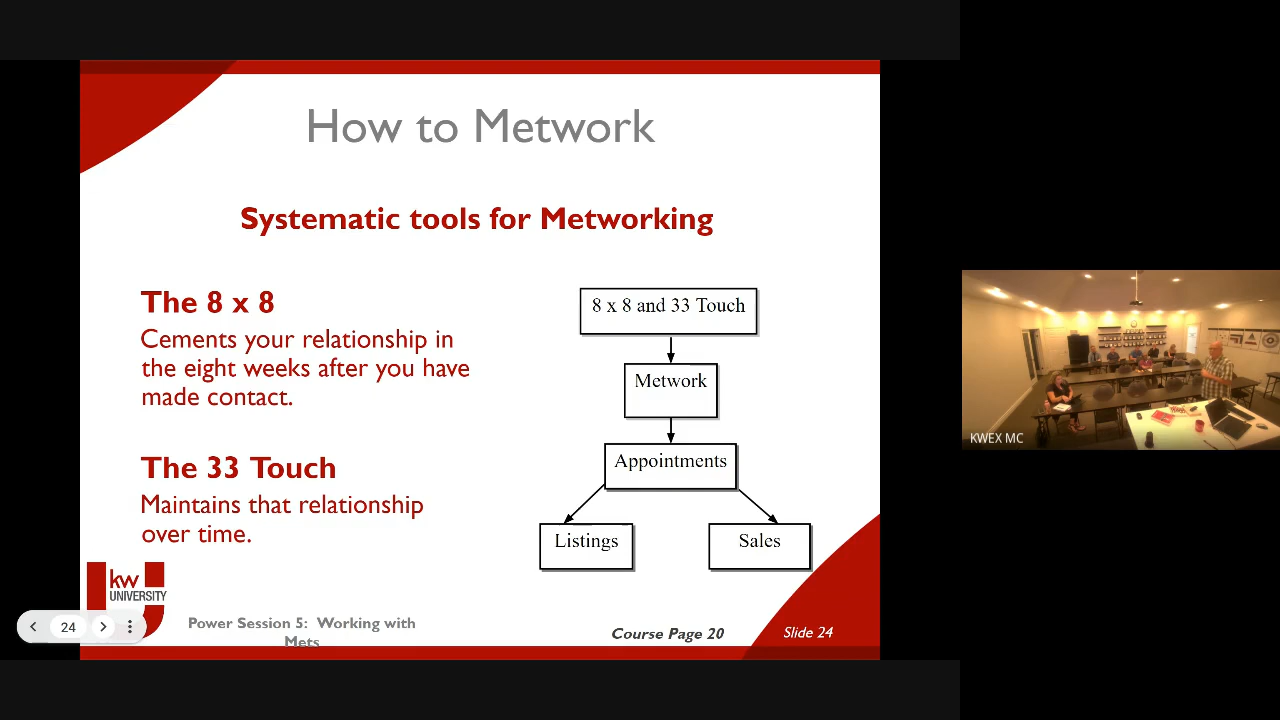 How to Metwork
Systematic tools for Metworking
The 8 x 8
Cements your relationship in
the eight weeks after you have
made contact.
The 33 Touch
Maintains that relationship
over time.
8 x 8 and 33 Touch
Metwork
Appointments
Listings
Sales
kw
UNIVERSITY
24
Power Session 5: Working with
Mets
Course Page 20
Slide 24
KWEX MC